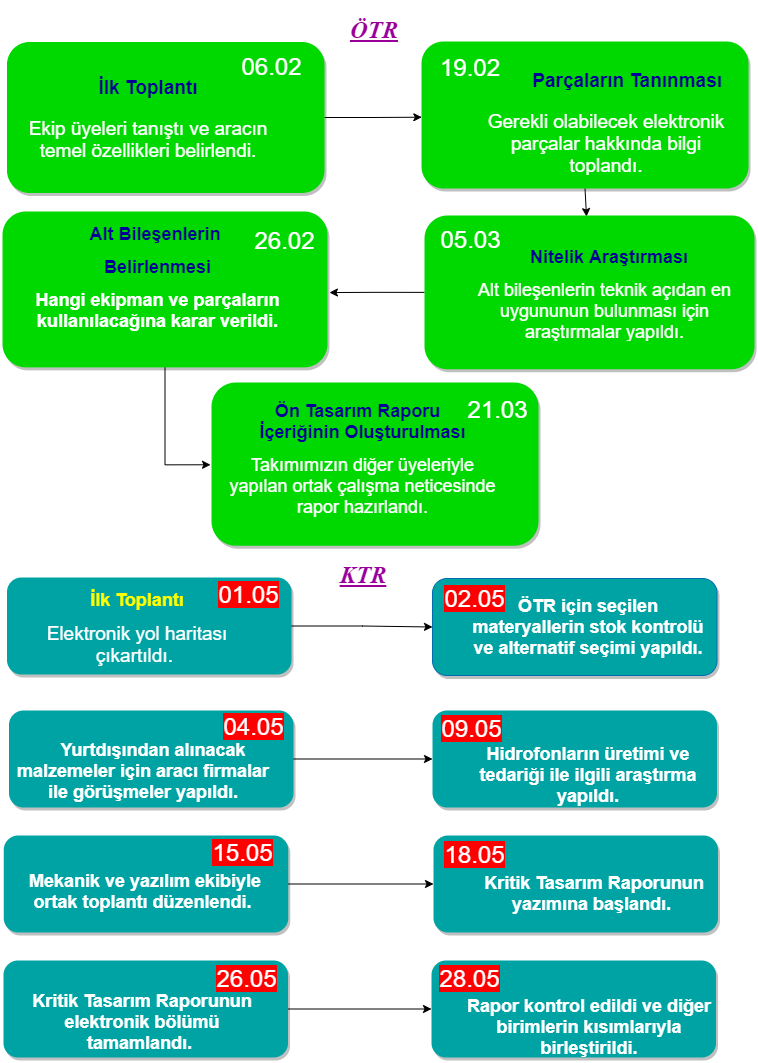 ÖTR
İlk Toplantı
06.02
Ekip üyeleri tanıştı ve aracın
temel özellikleri belirlendi.
19.02
Parçaların Tanınması
Gerekli olabilecek elektronik
parçalar hakkında bilgi
toplandı.
05.03
Nitelik Araştırması
Alt bileşenlerin teknik açıdan en
uygununun bulunması için
araştırmalar yapıldı.
Alt Bileşenlerin
Belirlenmesi
26.02
Hangi ekipman ve parçaların
kullanılacağına karar verildi.
Ön Tasarım Raporu
İçeriğinin Oluşturulması
21.03
Takımımızın diğer üyeleriyle
yapılan ortak çalışma neticesinde
rapor hazırlandı.
KTR
İlk Toplantı
01.05
Elektronik yol haritası
çıkartıldı.
02.05
ÖTR için seçilen
materyallerin stok kontrolü
ve alternatif seçimi yapıldı.
04.05
Yurtdışından alınacak
malzemeler için aracı firmalar
ile görüşmeler yapıldı.
09.05
Hidrofonların üretimi ve
tedariği ile ilgili araştırma
yapıldı.
15.05
Mekanik ve yazılım ekibiyle
ortak toplantı düzenlendi.
18.05
Kritik Tasarım Raporunun
yazımına başlandı.
26.05
Kritik Tasarım Raporunun
elektronik bölümü
tamamlandı.
28.05
Rapor kontrol edildi ve diğer
birimlerin kısımlarıyla
birleştirildi.